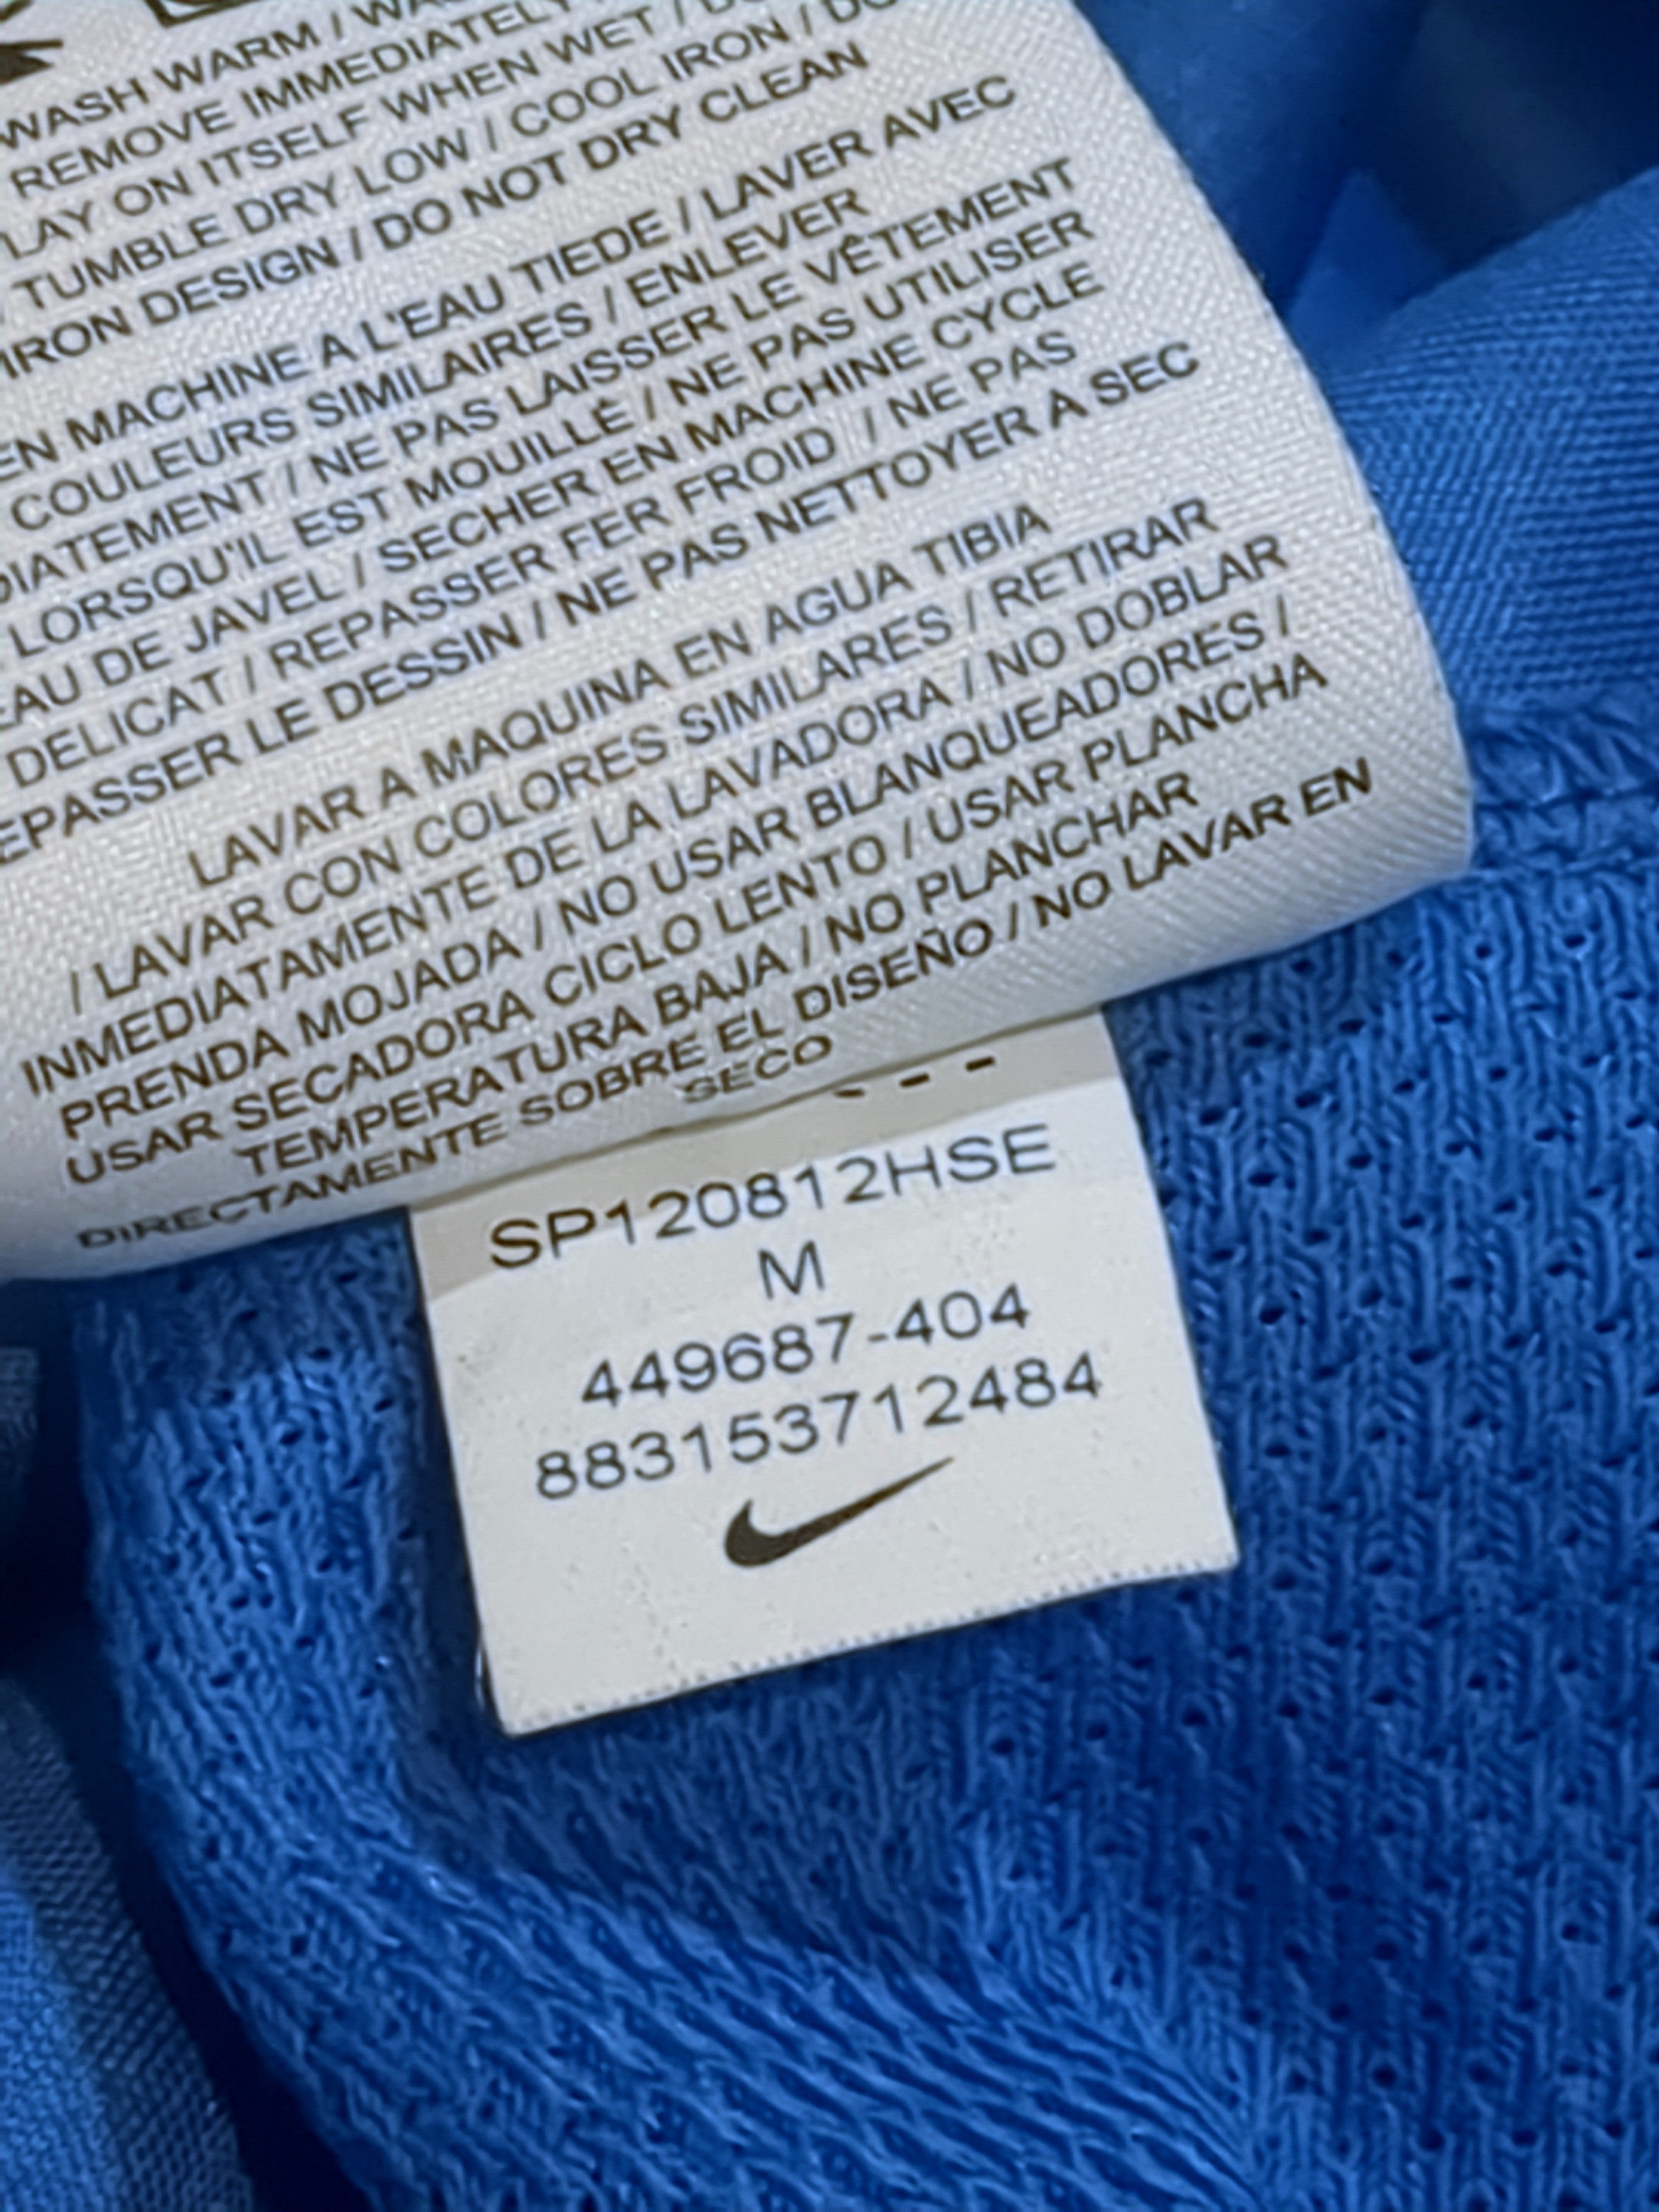 WASH WARM /
REMOVE IMMEDIATELY
LAY ON ITSELF WHEN WET /
TUMBLE DRY LOW / COOL IRON /
IRON DESIGN / DO NOT DRY CLEAN
EN MACHINE A L'EAU TIEDE / LAVER AVEC
COULEURS SIMILAIRES / ENLEVER
DIATEMENT / NE PAS LAISSER LE VÊTEMENT
LORSQU'IL EST MOUILLÉ / NE PAS UTILISER
EAU DE JAVEL / SECHER EN MACHINE CYCLE
DELICAT / REPASSER FER FROID / NE PAS
EPASSER LE DESSIN / NE PAS NETTOYER A SEC
LAVAR A MAQUINA EN AGUA TIBIA
/ LAVAR CON COLORES SIMILARES / RETIRAR
INMEDIATAMENTE DE LA LAVADORA / NO DOBLAR
PRENDA MOJADA / NO USAR BLANQUEADORES /
USAR SECADORA CICLO LENTO / USAR PLANCHA
TEMPERATURA BAJA / NO PLANCHAR
DIRECTAMENTE SOBRE EL DISEÑO / NO LAVAR EN
SECO
SP120812HSE
M
449687-404
883153712484